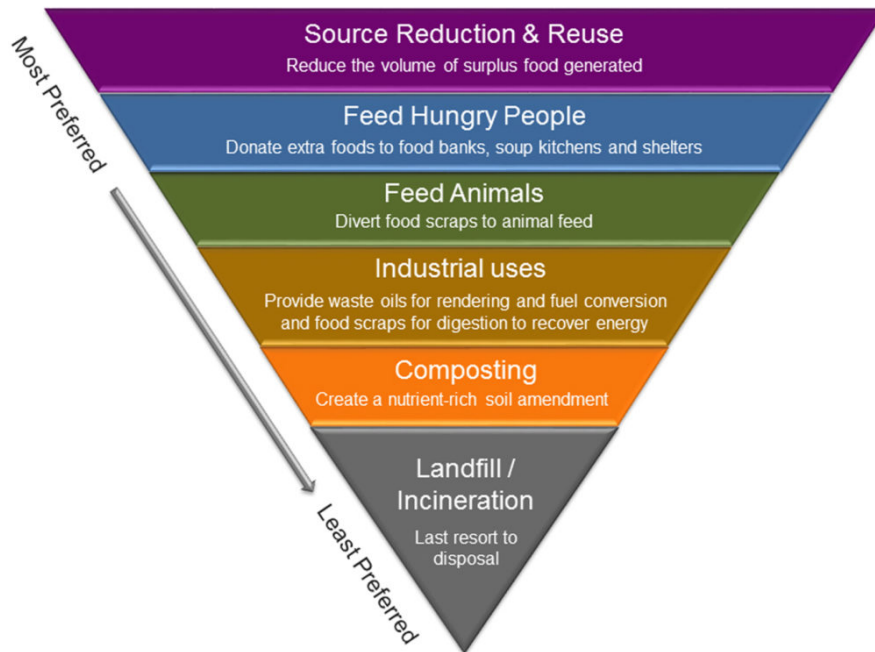 Source Reduction & Reuse
Reduce the volume of surplus food generated
Most Preferred
Feed Hungry People
Donate extra foods to food banks, soup kitchens and shelters
Feed Animals
Divert food scraps to animal feed
Industrial uses
Provide waste oils for rendering and fuel conversion
and food scraps for digestion to recover energy
Composting
Create a nutrient-rich soil amendment
Landfill /
Incineration
Last resort to
disposal
Least Preferred